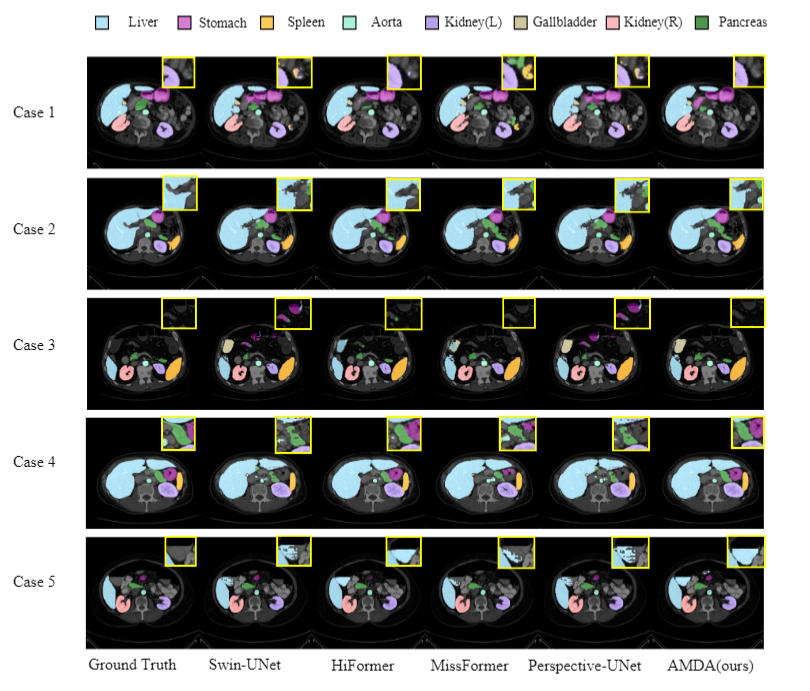 Liver Stomach Spleen Aorta Kidney(L) Gallbladder Kidney(R) Pancreas
Case 1
Case 2
Case 3
Case 4
Case 5
Ground Truth Swin-UNet HiFormer MissFormer Perspective-UNet AMDA(ours)